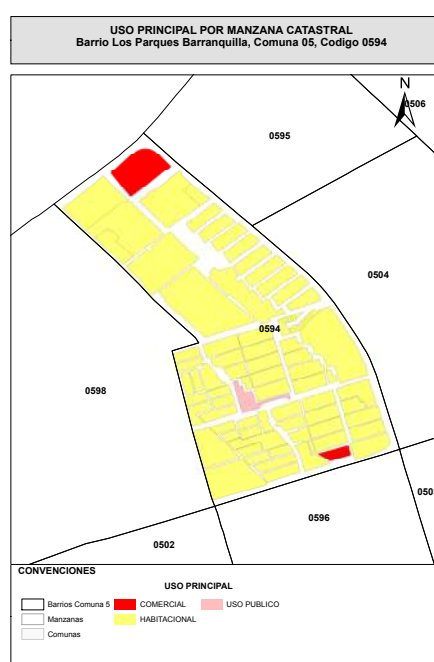 USO PRINCIPAL POR MANZANA CATASTRAL
Barrio Los Parques Barranquilla, Comuna 05, Codigo 0594
N
0506
0595
0504
0594
0598
050
0596
0502
CONVENCIONES
USO PRINCIPAL
Barrios Comuna 5 COMERCIAL USO PUBLICO
Manzanas HABITACIONAL
Comunas